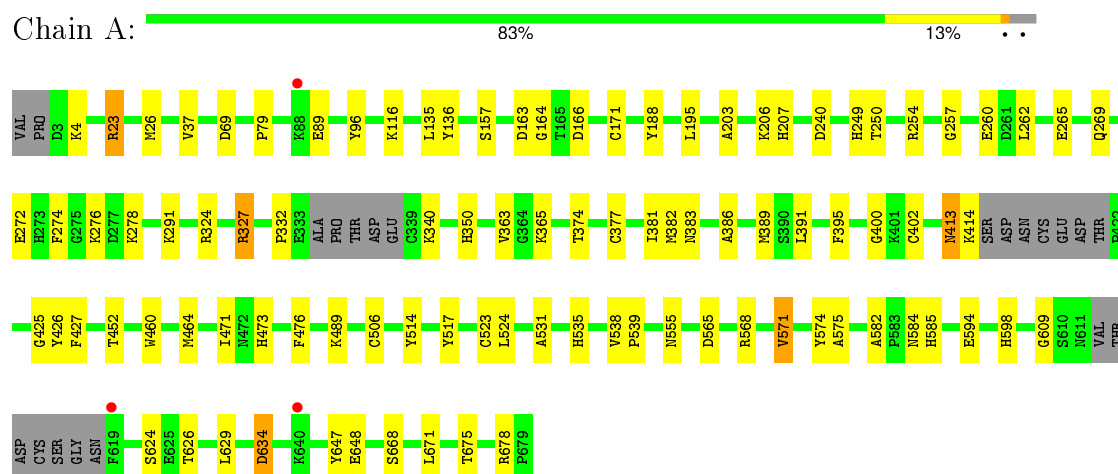 Chain A:
83% 13%
VAL PRO D3 K4 R23 M26 V37 D69 P79 K88 E89 Y96 K116 L135 Y136 S157 D163 G164 T165 D166 C171 Y188 L195 A203 K206 H207 D240 H249 T250 R254 G257 E260 D261 L262 E265 Q269
E272 H273 F274 G275 K276 D277 K278 K291 R324 R327 P332 E333 ALA PRO THR ASP GLU C339 K340 H350 V363 G364 K365 T374 C377 I381 M382 N383 A386 M389 S390 L391 F395 G400 K401 C402 N413 K414 SER ASP ASN CYS GLU ASP THR P422
G425 Y426 F427 T452 W460 M464 I471 N472 H473 F476 K489 C506 Y514 Y517 C523 L524 A531 H535 V538 P539 N555 D565 R568 V571 Y574 A575 A582 P583 N584 H585 E594 H598 G609 S610 N611 VAL THR
ASP CYS SER GLY ASN F619 S624 E625 T626 L629 D634 K640 Y647 E648 S668 L671 T675 R678 P679